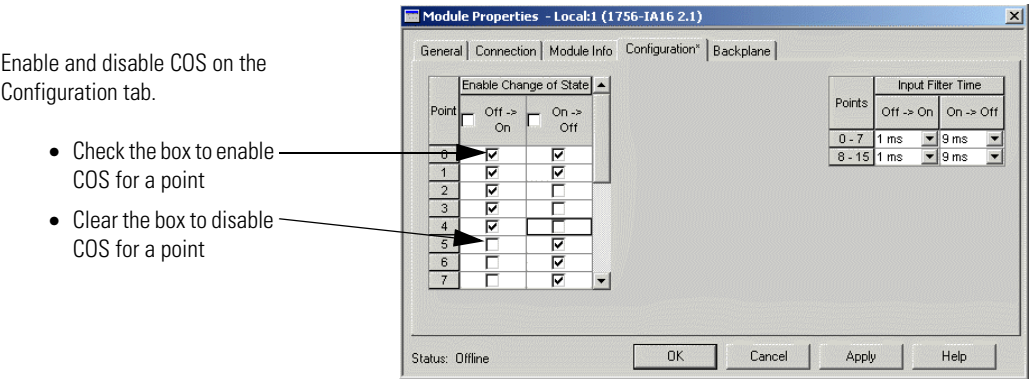 Enable and disable COS on the
Configuration tab.
• Check the box to enable
COS for a point
• Clear the box to disable
COS for a point
Module Properties - Local:1 (1756-IA16 2.1)
General Connection Module Info Configuration* Backplane
Enable Change of State
Point Off -> On On -> Off
0
1
2
3
4
5
6
7
Points Input Filter Time
Off -> On On -> Off
0 - 7 1 ms 9 ms
8 - 15 1 ms 9 ms
Status: Offline
OK Cancel Apply Help